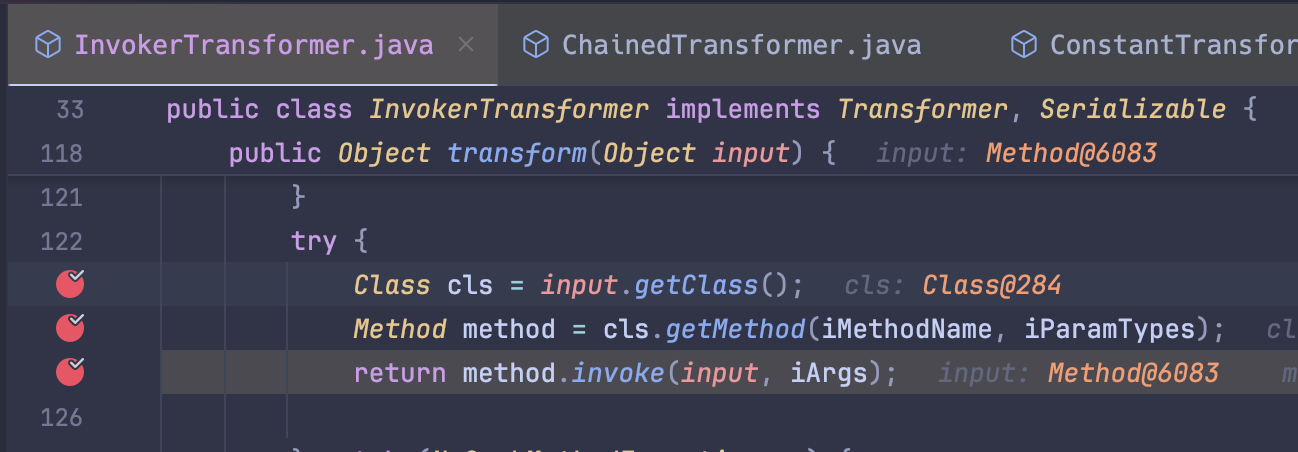 InvokerTransformer.java × ChainedTransformer.java ConstantTransfor
33 public class InvokerTransformer implements Transformer, Serializable {
118 public Object transform(Object input) { input: Method@6083
121 }
122 try {
Class cls = input.getClass(); cls: Class@284
Method method = cls.getMethod(iMethodName, iParamTypes); cl
return method.invoke(input, iArgs); input: Method@6083 m
126